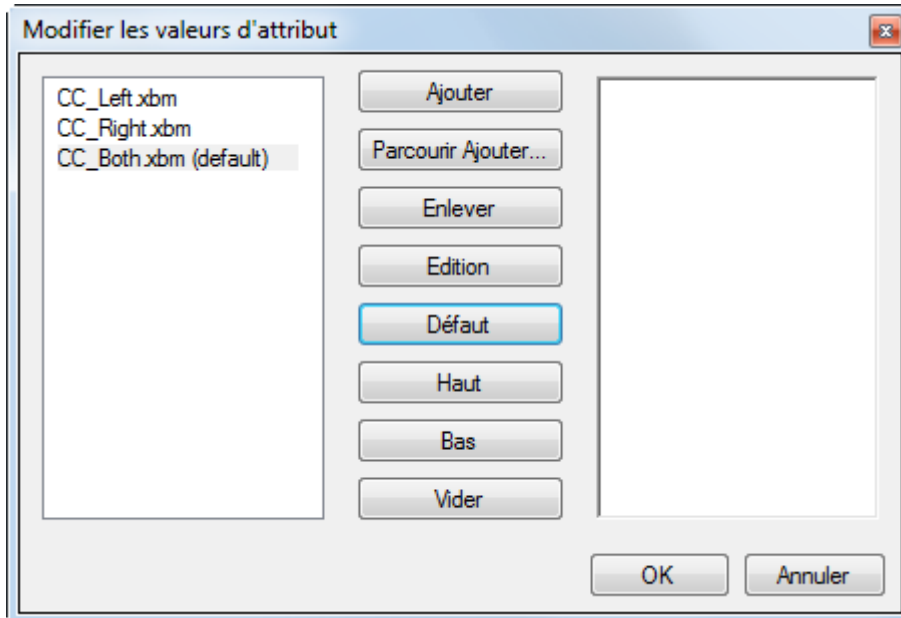 Modifier les valeurs d'attribut
CC_Left.xbm
CC_Right.xbm
CC_Both.xbm (default)
Ajouter
Parcourir Ajouter...
Enlever
Edition
Défaut
Haut
Bas
Vider
OK
Annuler